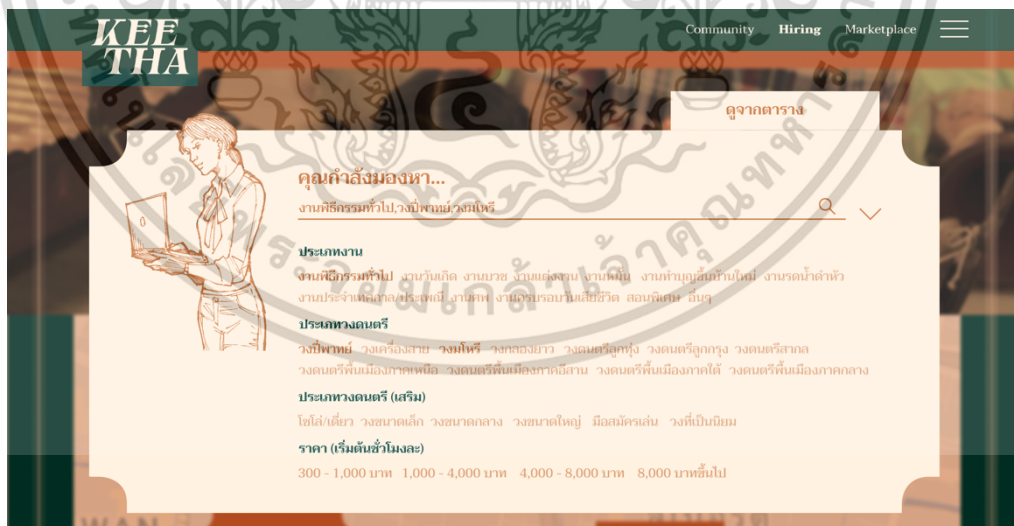 KEE
THA
Community Hiring Marketplace
ดูจากตาราง
คุณกำลังมองหา...
งานพิธีกรรมทั่วไป,วงปี่พาทย์,วงมโหรี
ประเภทงาน
งานพิธีกรรมทั่วไป งานวันเกิด งานบวช งานแต่งงาน งานหมั้น งานทำบุญขึ้นบ้านใหม่ งานรดน้ำดำหัว
งานประจำเทศกาล/ประเพณี งานศพ งานครบรอบวันเสียชีวิต สอนพิเศษ อื่นๆ
ประเภทวงดนตรี
วงปี่พาทย์ วงเครื่องสาย วงมโหรี วงกลองยาว วงดนตรีลูกทุ่ง วงดนตรีลูกกรุง วงดนตรีสากล
วงดนตรีพื้นเมืองภาคเหนือ วงดนตรีพื้นเมืองภาคอีสาน วงดนตรีพื้นเมืองภาคใต้ วงดนตรีพื้นเมืองภาคกลาง
ประเภทวงดนตรี (เสริม)
โซโล่/เดี่ยว วงขนาดเล็ก วงขนาดกลาง วงขนาดใหญ่ มือสมัครเล่น วงที่เป็นนิยม
ราคา (เริ่มต้นชั่วโมงละ)
300 - 1,000 บาท 1,000 - 4,000 บาท 4,000 - 8,000 บาท 8,000 บาทขึ้นไป